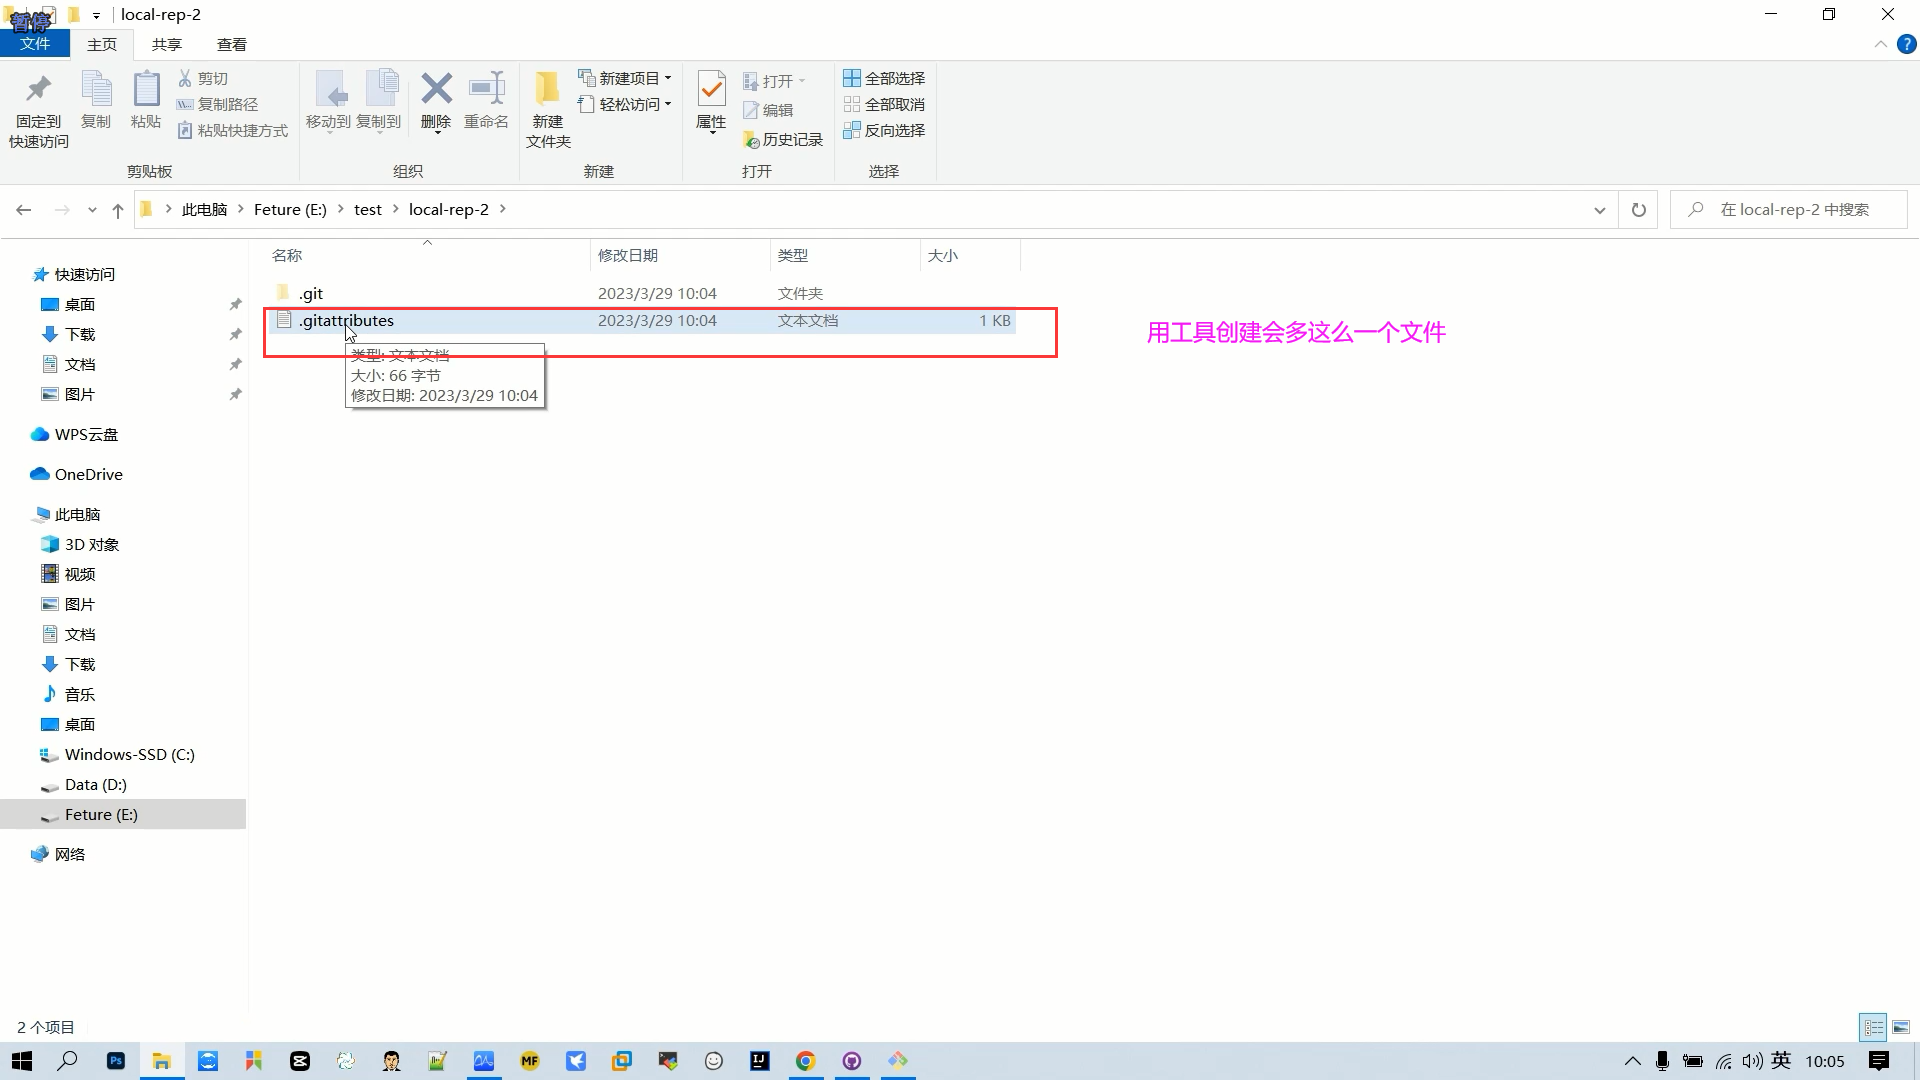 local-rep-2
暂停
文件 主页 共享 查看
固定到
快速访问
复制
粘贴
剪切
复制路径
粘贴快捷方式
剪贴板
移动到
复制到
删除
重命名
组织
新建
文件夹
新建项目
轻松访问
新建
属性
打开
编辑
历史记录
打开
全部选择
全部取消
反向选择
选择
此电脑 Feture (E:) test local-rep-2
在 local-rep-2 中搜索
名称 修改日期 类型 大小
.git 2023/3/29 10:04 文件夹
.gitattributes 2023/3/29 10:04 文本文档 1 KB
类型: 文本文档
大小: 66 字节
修改日期: 2023/3/29 10:04
用工具创建会多这么一个文件
快速访问
桌面
下载
文档
图片
WPS云盘
OneDrive
此电脑
3D 对象
视频
图片
文档
下载
音乐
桌面
Windows-SSD (C:)
Data (D:)
Feture (E:)
网络
2 个项目
Ps
MF
IJ
英
10:05